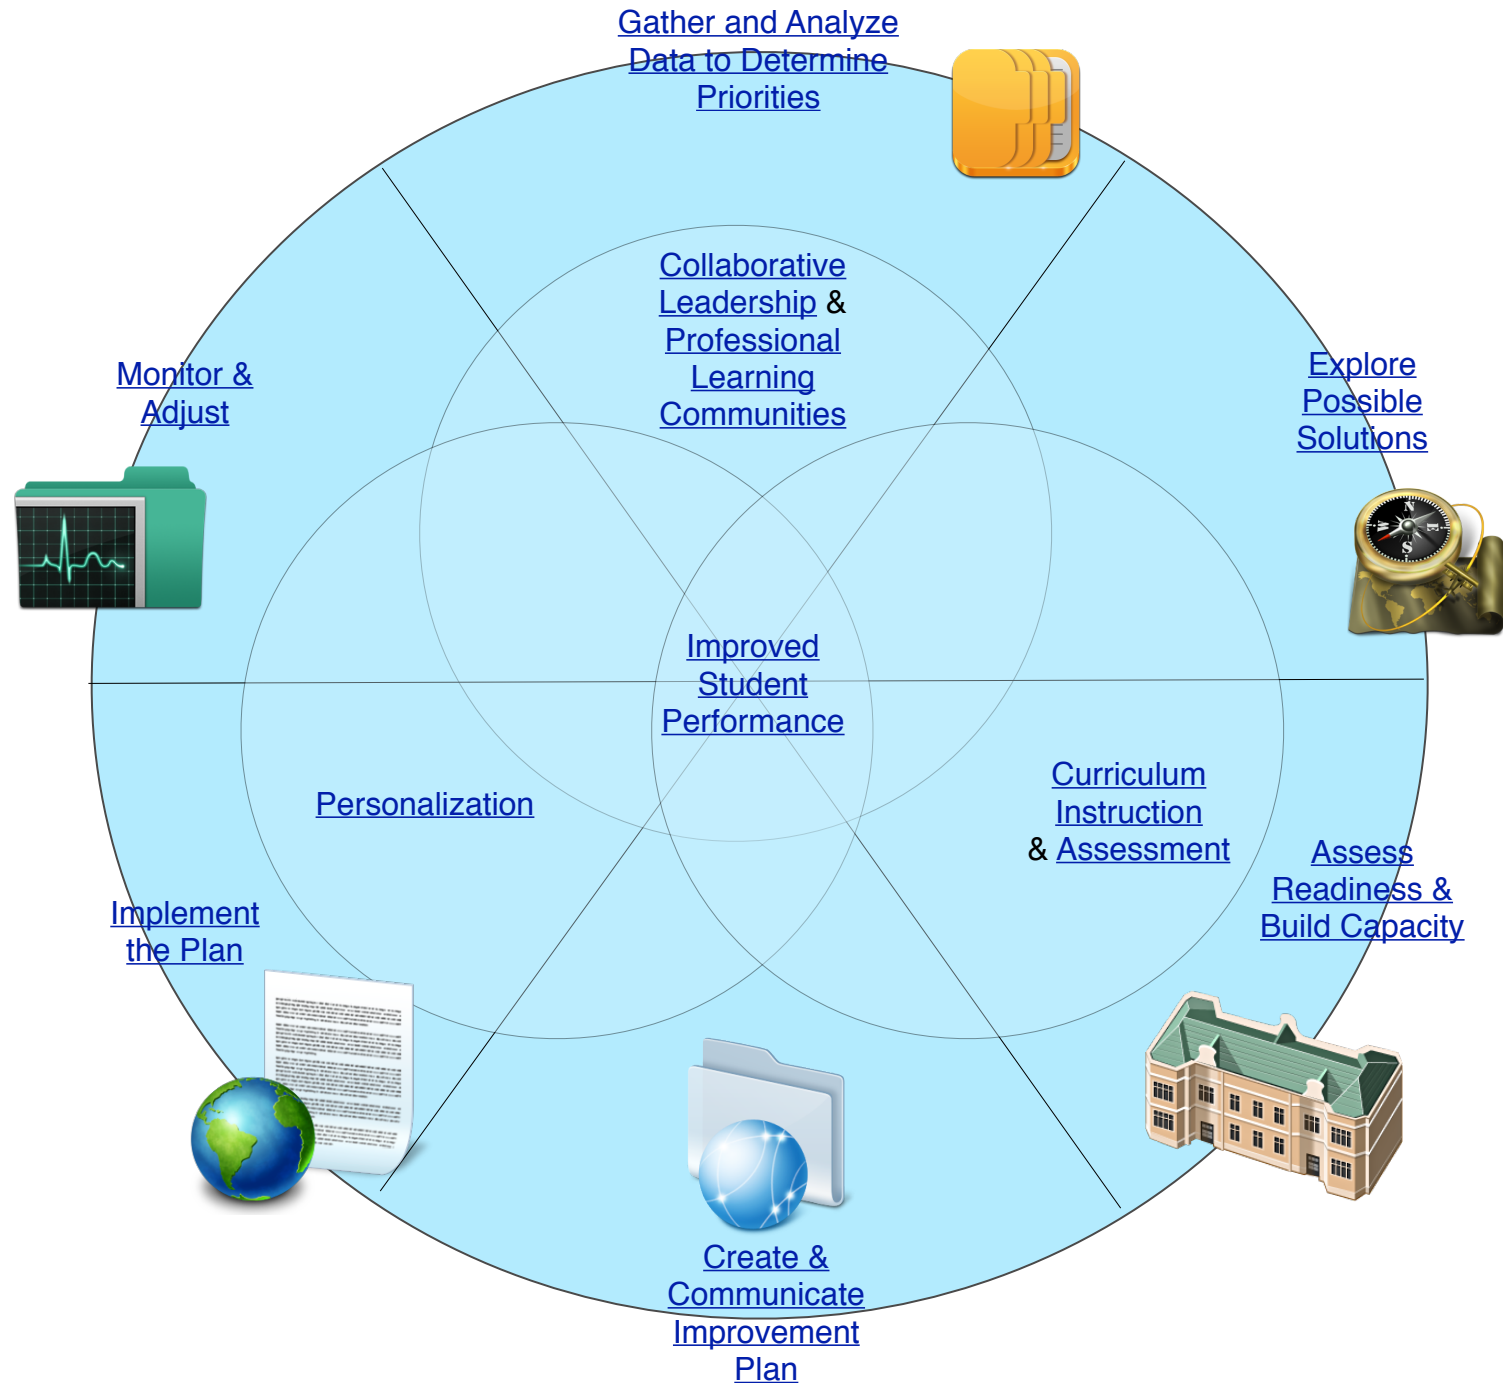 Gather and Analyze
Data to Determine
Priorities
Collaborative
Leadership &
Professional
Learning
Communities
Monitor &
Adjust
Explore
Possible
Solutions
N
E
S
W
Improved
Student
Performance
Personalization
Curriculum
Instruction
& Assessment
Assess
Readiness &
Build Capacity
Implement
the Plan
Create &
Communicate
Improvement
Plan